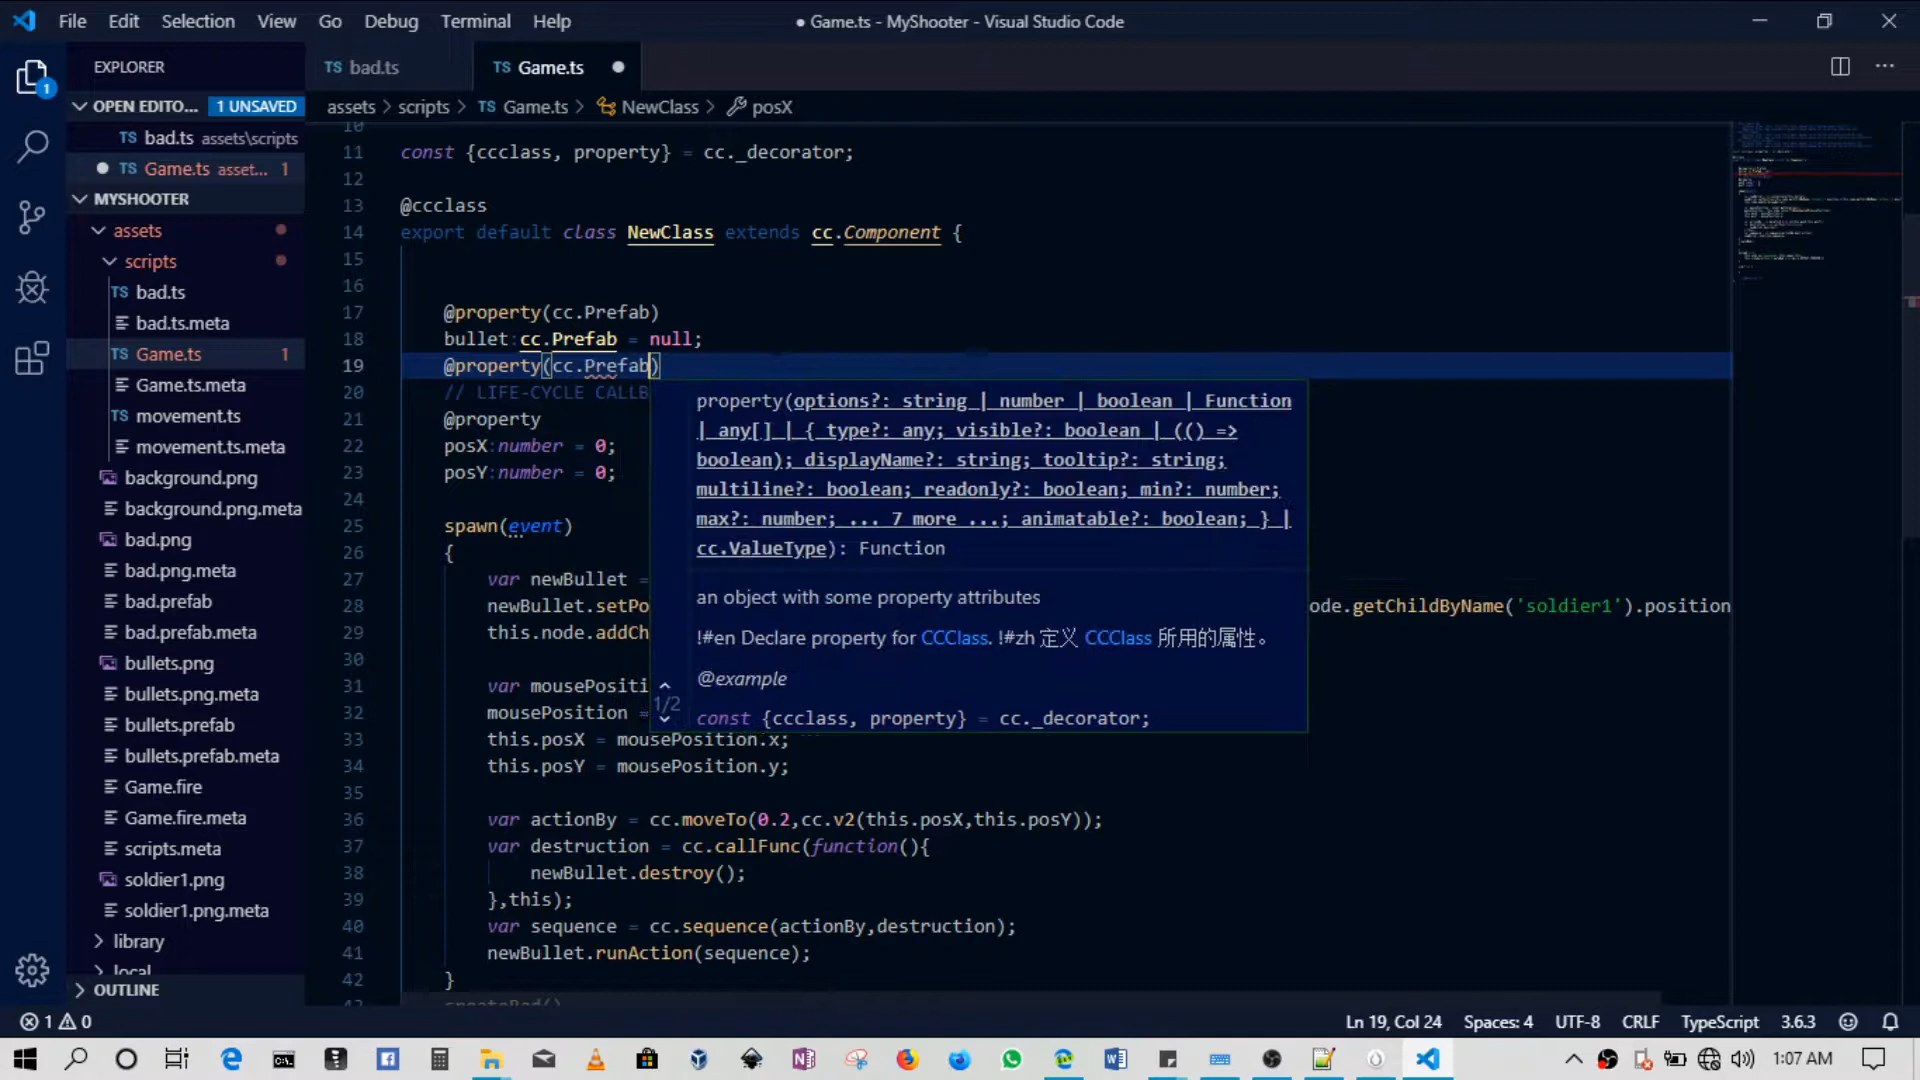 File Edit Selection View Go Debug Terminal Help
● Game.ts - MyShooter - Visual Studio Code
EXPLORER
OPEN EDITO... 1 UNSAVED
TS bad.ts assets\scripts
● TS Game.ts asset... 1
MYSHOOTER
assets
scripts
TS bad.ts
bad.ts.meta
TS Game.ts 1
Game.ts.meta
TS movement.ts
movement.ts.meta
background.png
background.png.meta
bad.png
bad.png.meta
bad.prefab
bad.prefab.meta
bullets.png
bullets.png.meta
bullets.prefab
bullets.prefab.meta
Game.fire
Game.fire.meta
scripts.meta
soldier1.png
soldier1.png.meta
library
local
OUTLINE
1
TS bad.ts
TS Game.ts ●
assets > scripts > TS Game.ts > NewClass > posX
10
11 const {ccclass, property} = cc._decorator;
12
13 @ccclass
14 export default class NewClass extends cc.Component {
15
16
17 @property(cc.Prefab)
18 bullet:cc.Prefab = null;
19 @property(cc.Prefab)
20 // LIFE-CYCLE CALLB
21 @property
22 posX:number = 0;
23 posY:number = 0;
24
25 spawn(event)
26 {
27 var newBullet =
28 newBullet.setPo ode.getChildByName('soldier1').position
29 this.node.addCh
30
31 var mousePositi
32 mousePosition =
33 this.posX = mousePosition.x;
34 this.posY = mousePosition.y;
35
36 var actionBy = cc.moveTo(0.2,cc.v2(this.posX,this.posY));
37 var destruction = cc.callFunc(function(){
38 newBullet.destroy();
39 },this);
40 var sequence = cc.sequence(actionBy,destruction);
41 newBullet.runAction(sequence);
42 }
43 createBad()
property(options?: string | number | boolean | Function
| any[] | { type?: any; visible?: boolean | (() =>
boolean); displayName?: string; tooltip?: string;
multiline?: boolean; readonly?: boolean; min?: number;
max?: number; ... 7 more ...; animatable?: boolean; } |
cc.ValueType): Function
an object with some property attributes
!#en Declare property for CCClass. !#zh 定义 CCClass 所用的属性。
@example
1/2
const {ccclass, property} = cc._decorator;
1 0
Ln 19, Col 24 Spaces: 4 UTF-8 CRLF TypeScript 3.6.3
1:07 AM